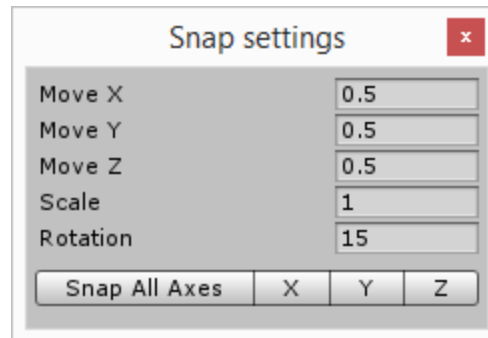 Snap settings x
Move X 0.5
Move Y 0.5
Move Z 0.5
Scale 1
Rotation 15
Snap All Axes X Y Z